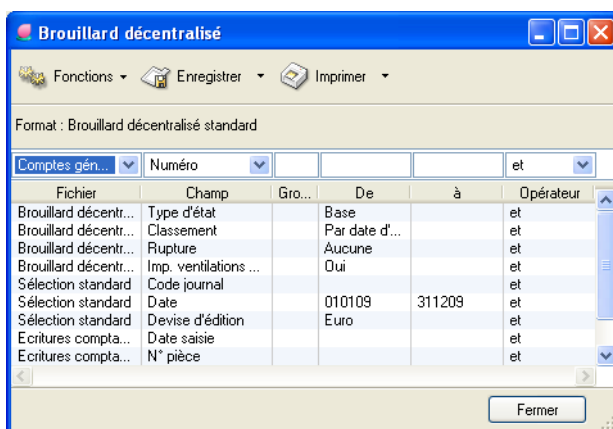 Brouillard décentralisé
Fonctions Enregistrer Imprimer
Format : Brouillard décentralisé standard
Comptes gén... Numéro et
Fichier Champ Gro... De à Opérateur
Brouillard décentr... Type d'état Base et
Brouillard décentr... Classement Par date d'... et
Brouillard décentr... Rupture Aucune et
Brouillard décentr... Imp. ventilations ... Oui et
Sélection standard Code journal et
Sélection standard Date 010109 311209 et
Sélection standard Devise d'édition Euro et
Ecritures compta... Date saisie et
Ecritures compta... N° pièce et
Fermer